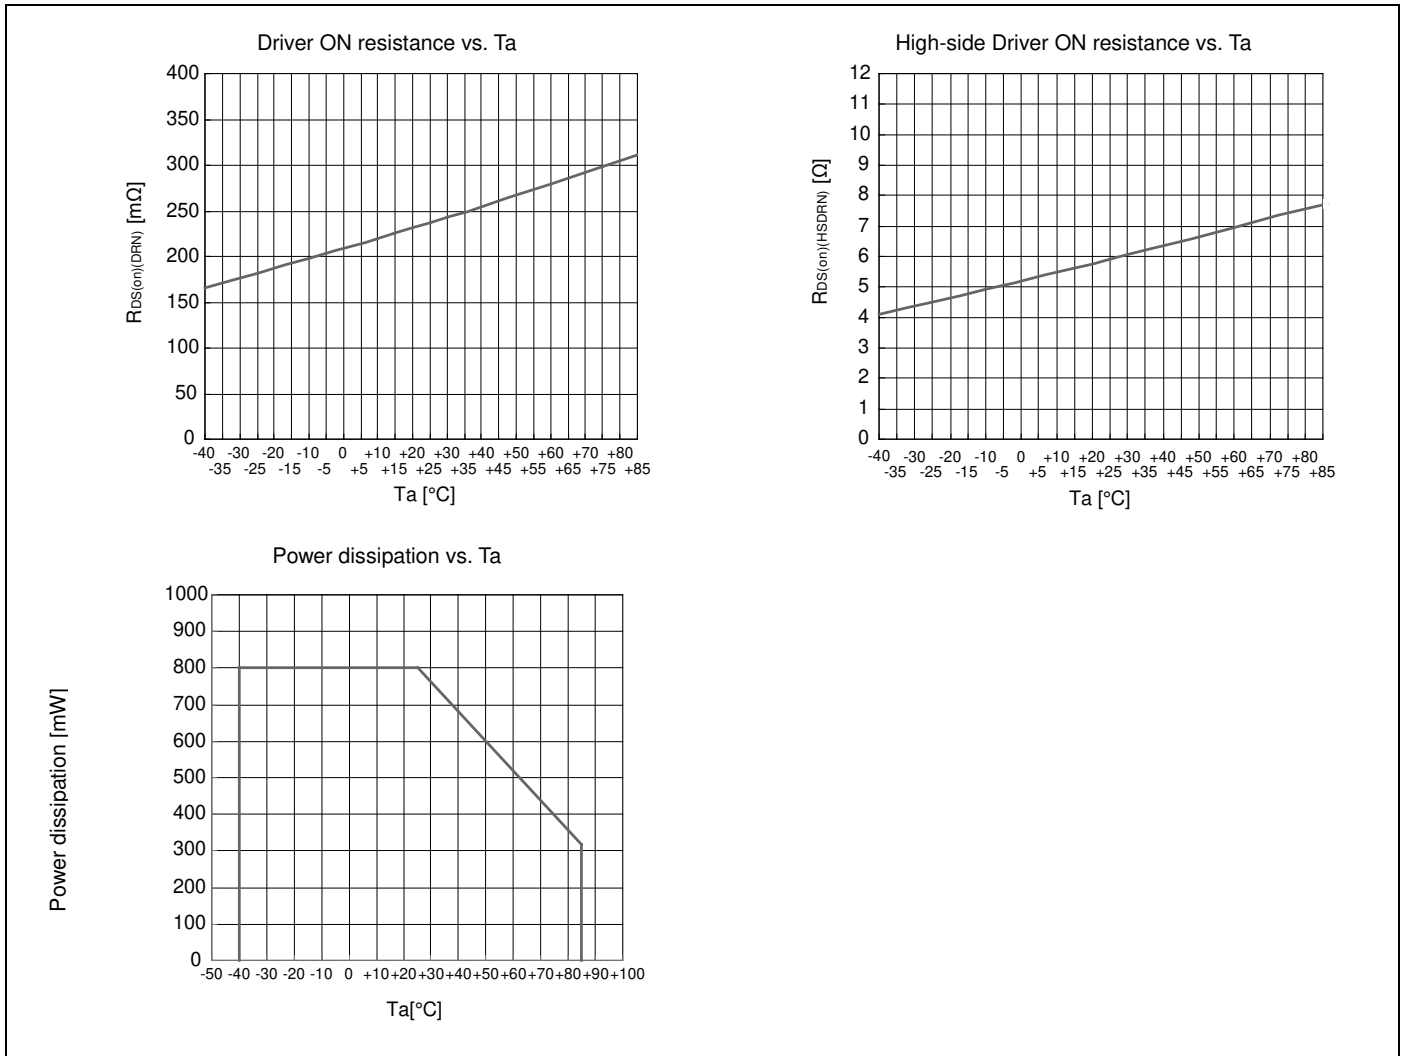 Driver ON resistance vs. Ta
400
350
300
250
200
150
100
50
0
RDS(on)(DRN) [mΩ]
-40 -30 -20 -10 0 +10 +20 +30 +40 +50 +60 +70 +80
-35 -25 -15 -5 +5 +15 +25 +35 +45 +55 +65 +75 +85
Ta [°C]
High-side Driver ON resistance vs. Ta
12
11
10
9
8
7
6
5
4
3
2
1
0
RDS(on)(HSDRN) [Ω]
-40 -30 -20 -10 0 +10 +20 +30 +40 +50 +60 +70 +80
-35 -25 -15 -5 +5 +15 +25 +35 +45 +55 +65 +75 +85
Ta [°C]
Power dissipation vs. Ta
1000
900
800
700
600
500
400
300
200
100
0
Power dissipation [mW]
-50 -40 -30 -20 -10 0 +10 +20 +30 +40 +50 +60 +70 +80 +90 +100
Ta[°C]